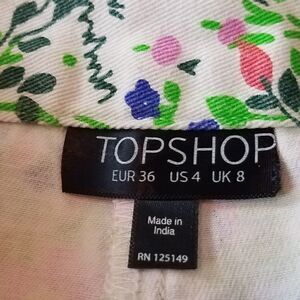 TOPSHOP
EUR 36 US 4 UK 8
Made in
India
RN 125149